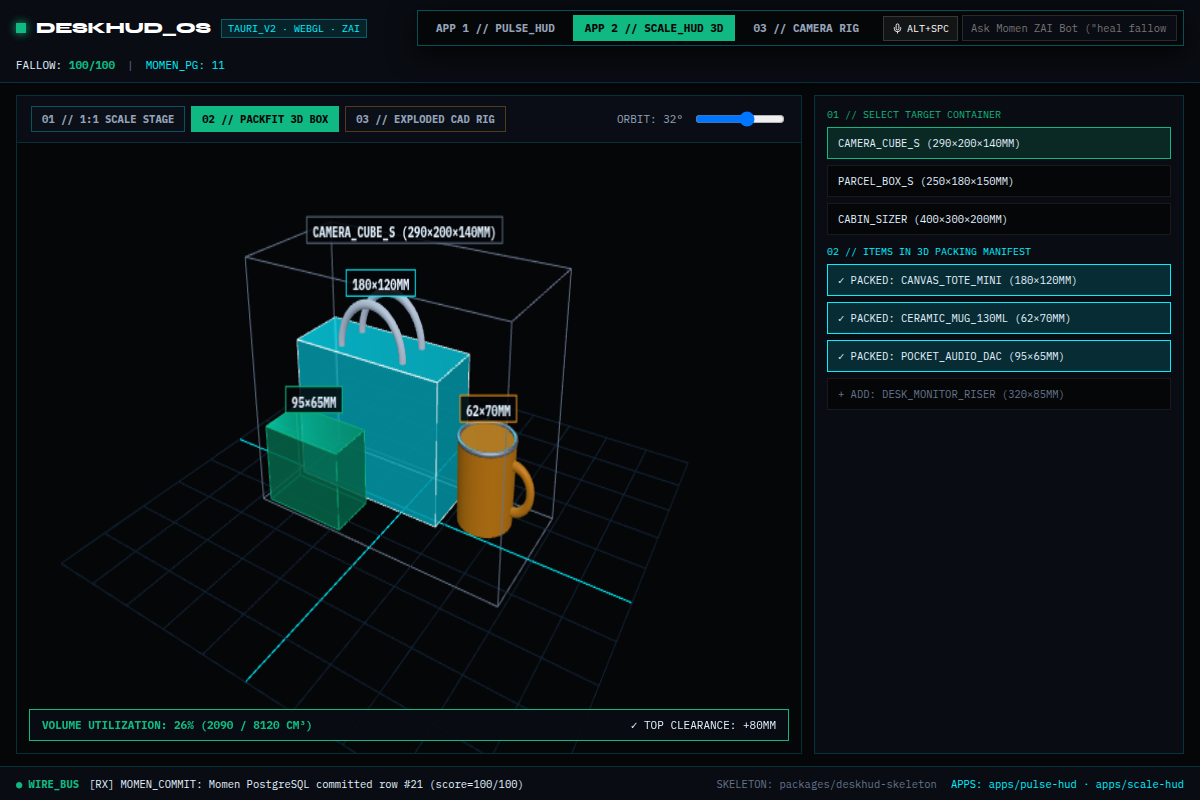 DESKHUD_OS
TAURI_V2 · WEBGL · ZAI
APP 1 // PULSE_HUD
APP 2 // SCALE_HUD 3D
03 // CAMERA RIG
ALT+SPC
Ask Momen ZAI Bot ("heal fallow
FALLOW: 100/100 | MOMEN_PG: 11
01 // 1:1 SCALE STAGE
02 // PACKFIT 3D BOX
03 // EXPLODED CAD RIG
ORBIT: 32°
CAMERA_CUBE_S (290×200×140MM)
180×120MM
95×65MM
62×70MM
VOLUME UTILIZATION: 26% (2090 / 8120 CM³)
✓ TOP CLEARANCE: +80MM
01 // SELECT TARGET CONTAINER
CAMERA_CUBE_S (290×200×140MM)
PARCEL_BOX_S (250×180×150MM)
CABIN_SIZER (400×300×200MM)
02 // ITEMS IN 3D PACKING MANIFEST
✓ PACKED: CANVAS_TOTE_MINI (180×120MM)
✓ PACKED: CERAMIC_MUG_130ML (62×70MM)
✓ PACKED: POCKET_AUDIO_DAC (95×65MM)
+ ADD: DESK_MONITOR_RISER (320×85MM)
● WIRE_BUS [RX] MOMEN_COMMIT: Momen PostgreSQL committed row #21 (score=100/100)
SKELETON: packages/deskhud-skeleton
APPS: apps/pulse-hud · apps/scale-hud